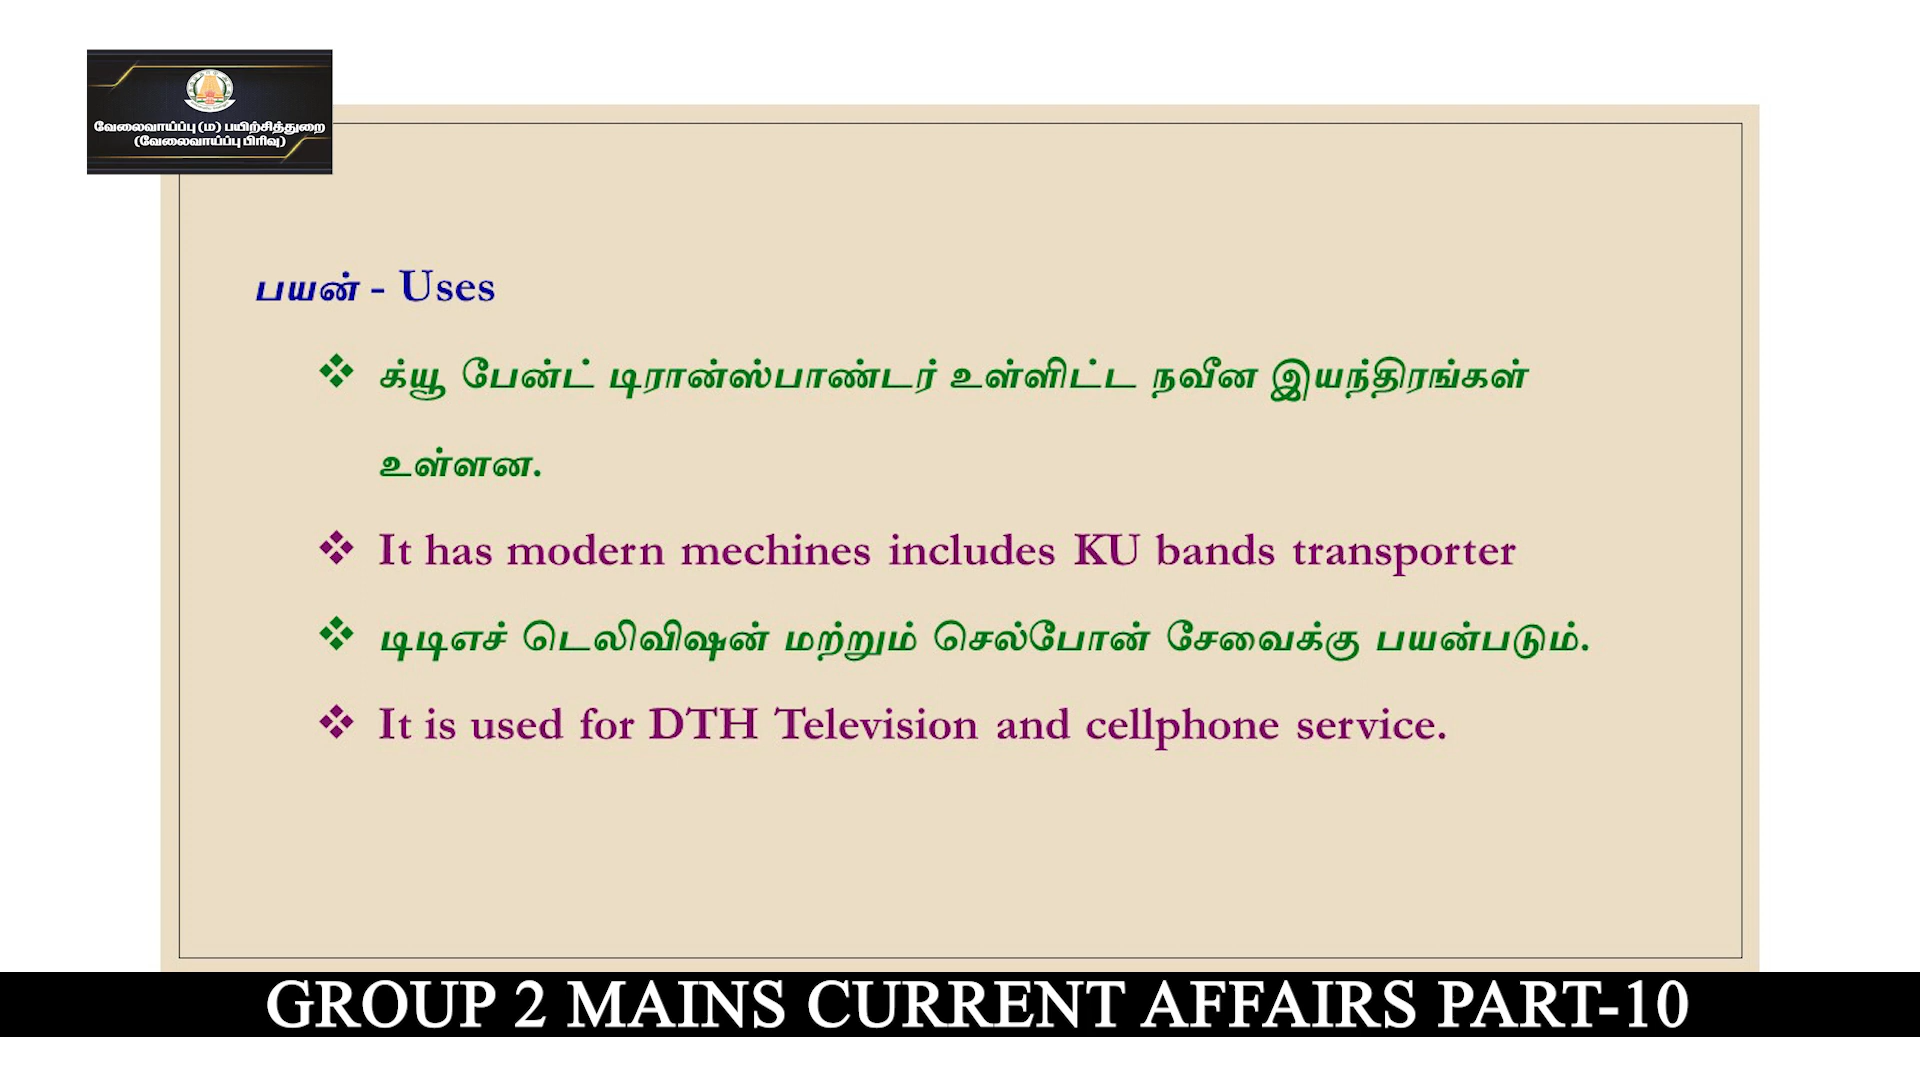 வேலைவாய்ப்பு (ம) பயிற்சித்துறை
(வேலைவாய்ப்பு பிரிவு)
பயன் - Uses
❖ க்யூ பேன்ட் டிரான்ஸ்பாண்டர் உள்ளிட்ட நவீன இயந்திரங்கள்
உள்ளன.
❖ It has modern mechines includes KU bands transporter
❖ டிடிஎச் டெலிவிஷன் மற்றும் செல்போன் சேவைக்கு பயன்படும்.
❖ It is used for DTH Television and cellphone service.
GROUP 2 MAINS CURRENT AFFAIRS PART-10